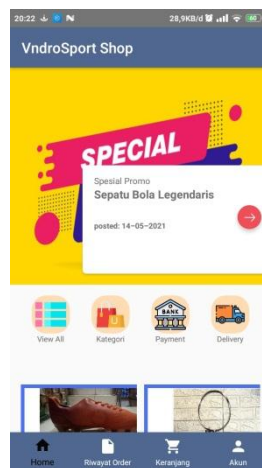 20:22
28,9KB/d
60
VndroSport Shop
SPECIAL
Spesial Promo
Sepatu Bola Legendaris
posted: 14-05-2021
View All
Kategori
BANK
Payment
Delivery
Home
Riwayat Order
Keranjang
Akun